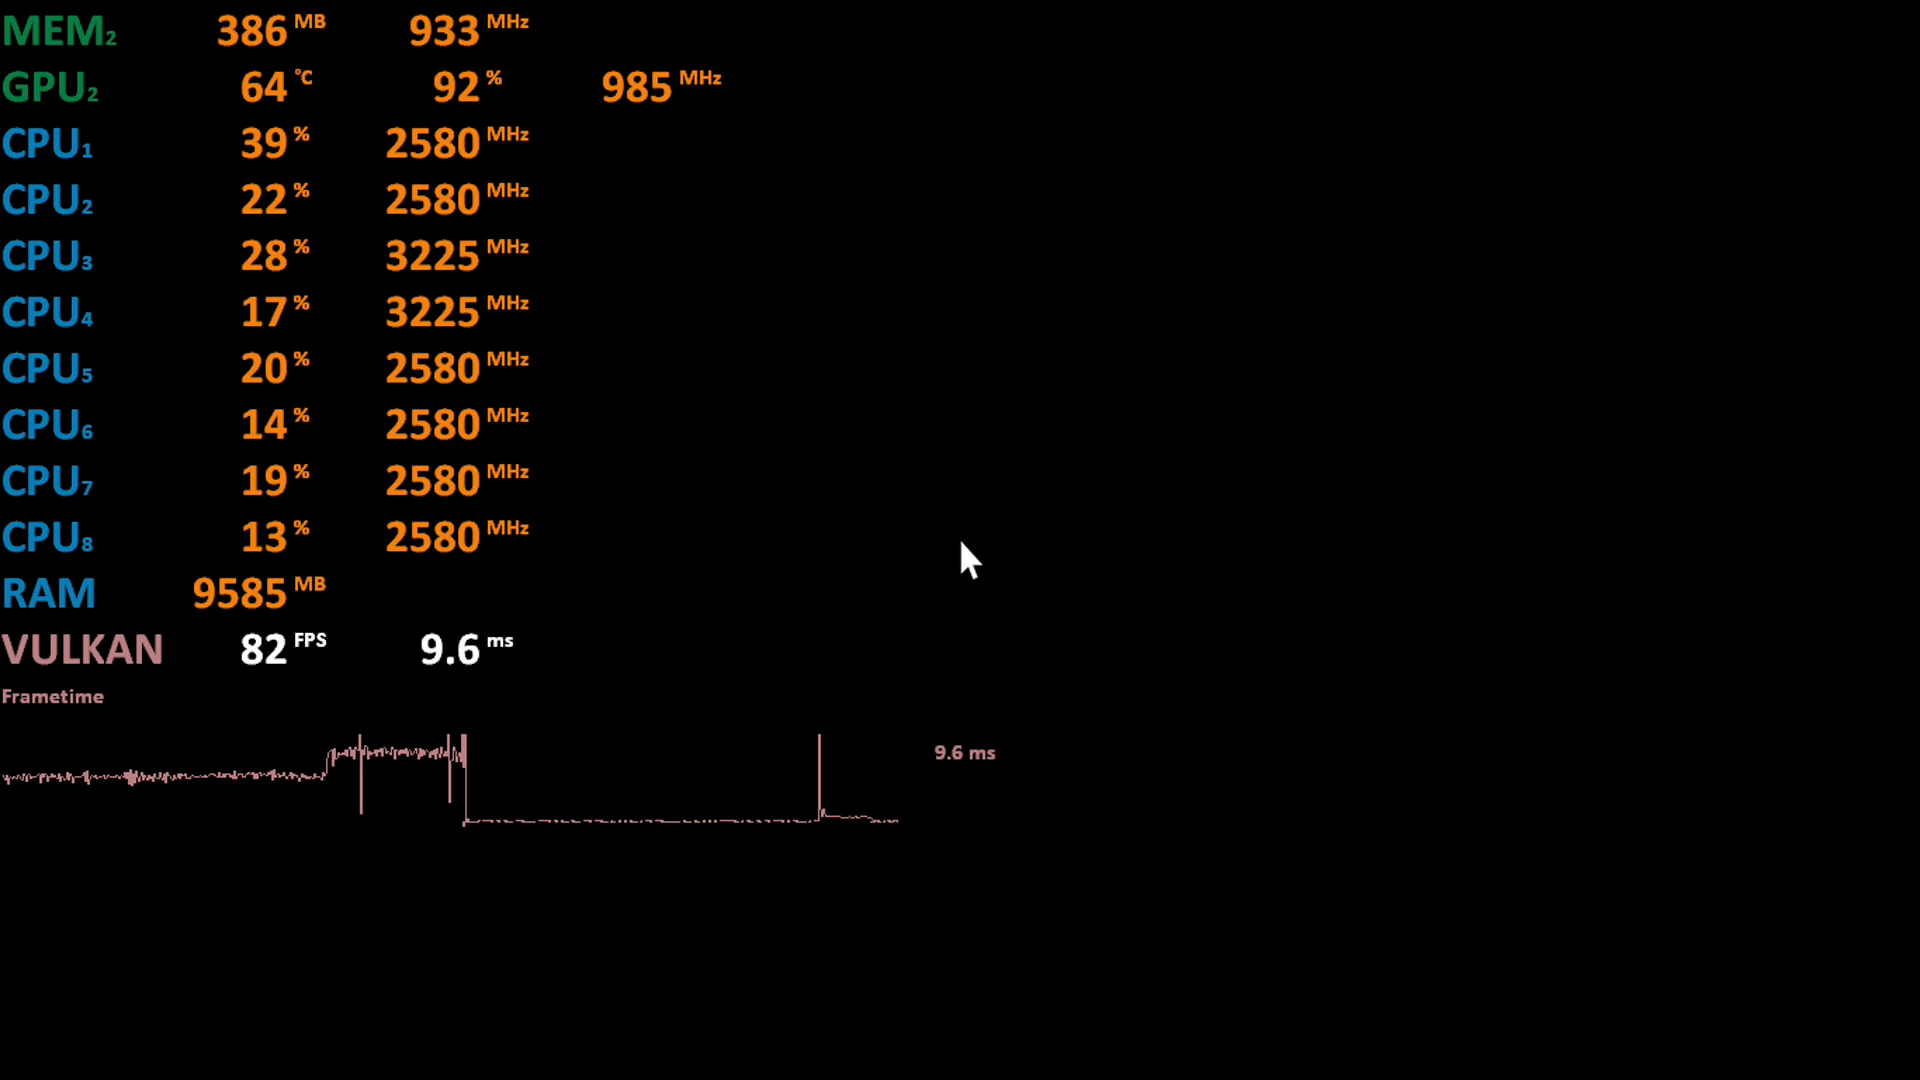 MEM2 386 MB 933 MHz
GPU2 64 °C 92 % 985 MHz
CPU1 39 % 2580 MHz
CPU2 22 % 2580 MHz
CPU3 28 % 3225 MHz
CPU4 17 % 3225 MHz
CPU5 20 % 2580 MHz
CPU6 14 % 2580 MHz
CPU7 19 % 2580 MHz
CPU8 13 % 2580 MHz
RAM 9585 MB
VULKAN 82 FPS 9.6 ms
Frametime
9.6 ms